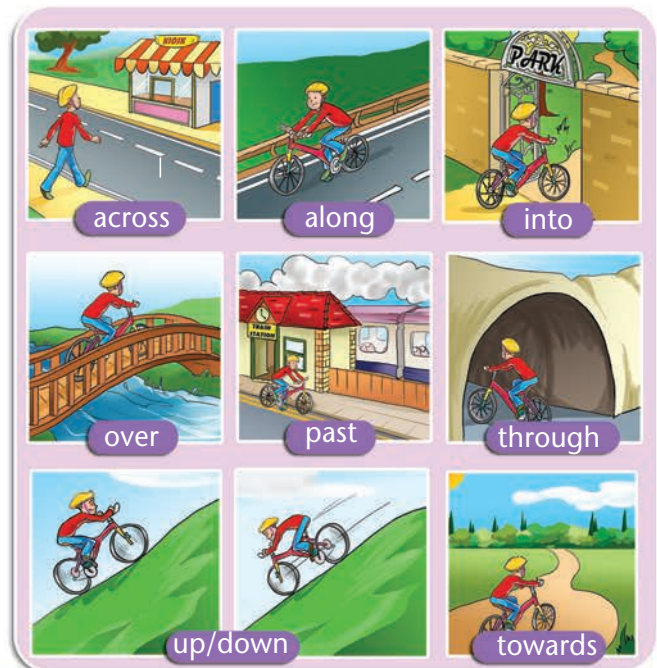 KIOSK
across
along
PARK
into
over
TRAIN
STATION
past
through
up/down
towards